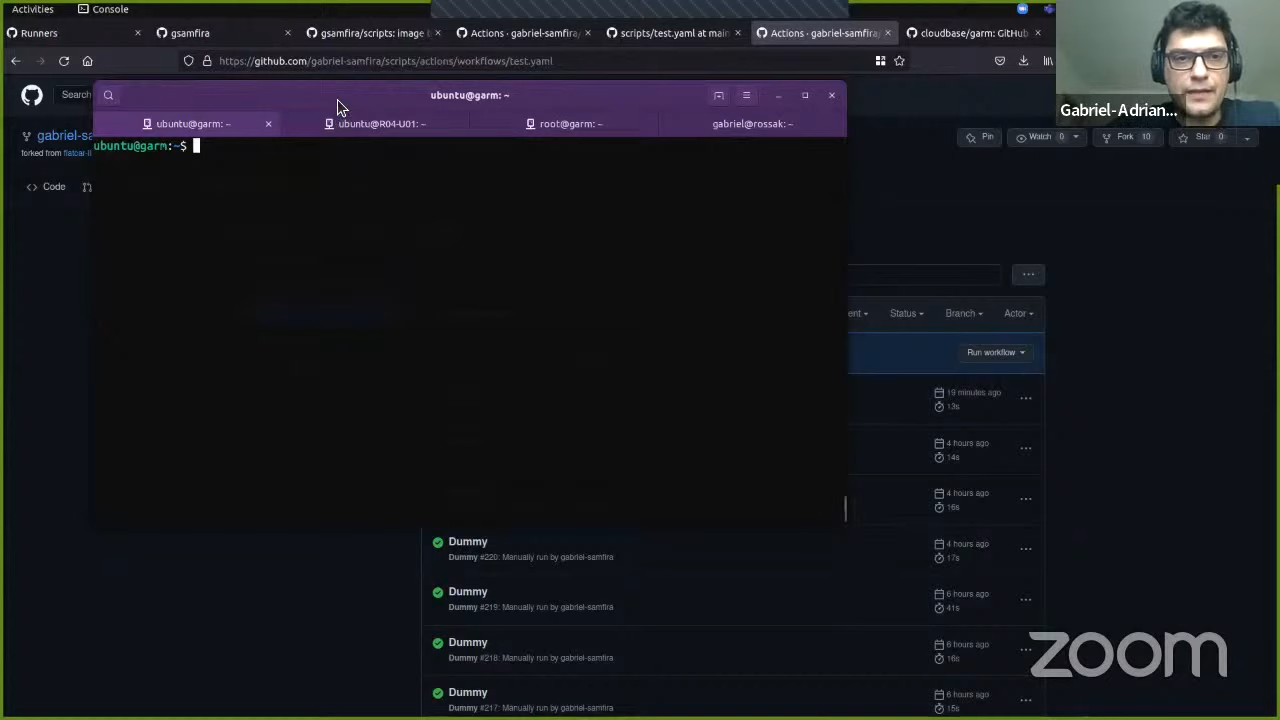 Activities
Console
Runners
gsamfira
gsamfira/scripts: image b
Actions · gabriel-samfira/
scripts/test.yaml at main
Actions · gabriel-samfira/
cloudbase/garm: GitHub
https://github.com/gabriel-samfira/scripts/actions/workflows/test.yaml
Search
ubuntu@garm: ~
ubuntu@garm: ~
ubuntu@R04-U01: ~
root@garm: ~
gabriel@rossak: ~
ubuntu@garm:~$
Gabriel-Adrian...
gabriel-sa
forked from flatcar-li
Pin
Watch 0
Fork 10
Star 0
Code
ent
Status
Branch
Actor
Run workflow
19 minutes ago
13s
4 hours ago
14s
4 hours ago
16s
Dummy
Dummy #220: Manually run by gabriel-samfira
4 hours ago
17s
Dummy
Dummy #219: Manually run by gabriel-samfira
6 hours ago
41s
Dummy
Dummy #218: Manually run by gabriel-samfira
6 hours ago
16s
Dummy
Dummy #217: Manually run by gabriel-samfira
6 hours ago
15s
zoom